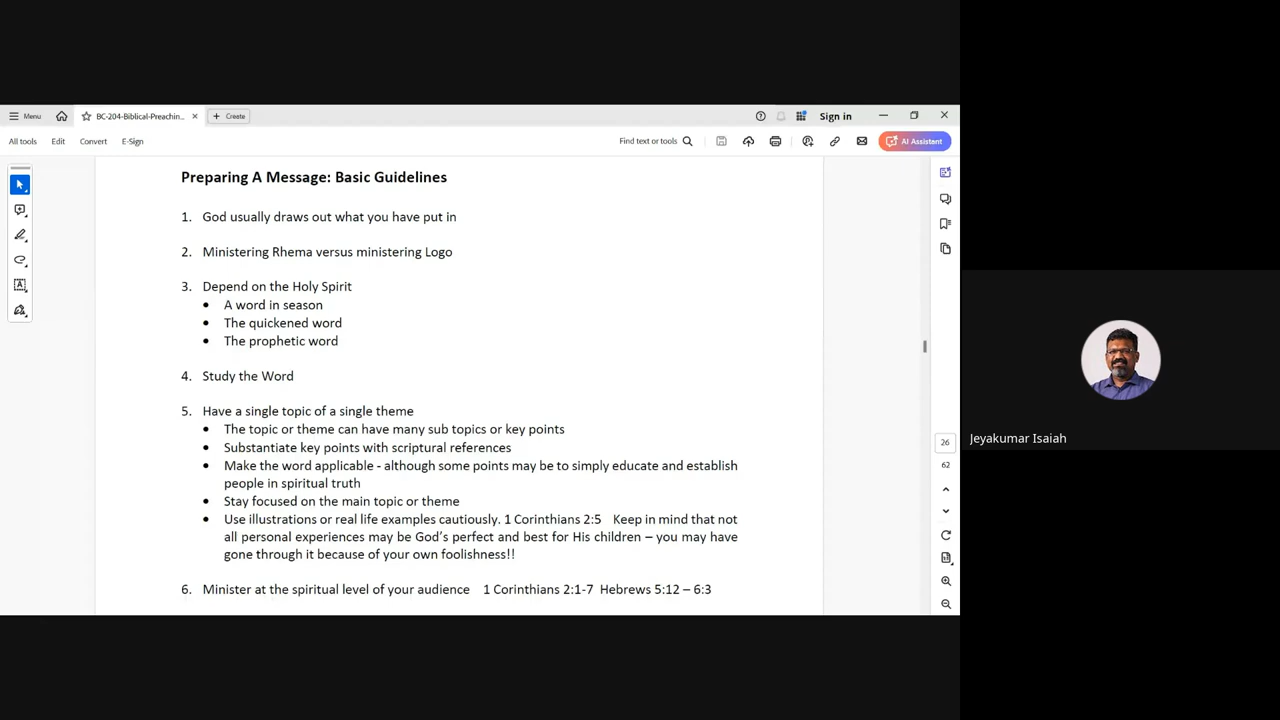 Menu
BC-204-Biblical-Preachin...
Create
Sign in
All tools
Edit
Convert
E-Sign
Find text or tools
AI Assistant
Preparing A Message: Basic Guidelines
1. God usually draws out what you have put in
2. Ministering Rhema versus ministering Logo
3. Depend on the Holy Spirit
• A word in season
• The quickened word
• The prophetic word
4. Study the Word
5. Have a single topic of a single theme
• The topic or theme can have many sub topics or key points
• Substantiate key points with scriptural references
• Make the word applicable - although some points may be to simply educate and establish
people in spiritual truth
• Stay focused on the main topic or theme
• Use illustrations or real life examples cautiously. 1 Corinthians 2:5 Keep in mind that not
all personal experiences may be God's perfect and best for His children – you may have
gone through it because of your own foolishness!!
6. Minister at the spiritual level of your audience 1 Corinthians 2:1-7 Hebrews 5:12 – 6:3
26
62
Jeyakumar Isaiah